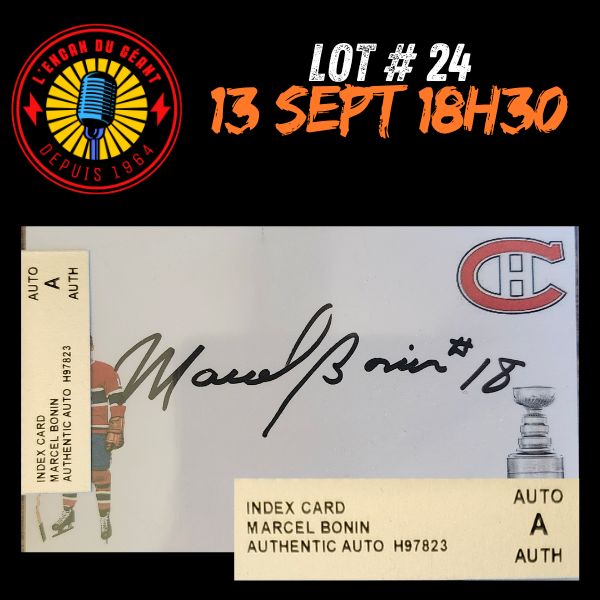 L'ENCAN DU GÉANT
DEPUIS 1964
LOT # 24
13 SEPT 18H30
AUTO
A
AUTH
INDEX CARD
MARCEL BONIN
AUTHENTIC AUTO H97823
CH
Marcel Bonin #18
INDEX CARD
MARCEL BONIN
AUTHENTIC AUTO H97823
AUTO
A
AUTH